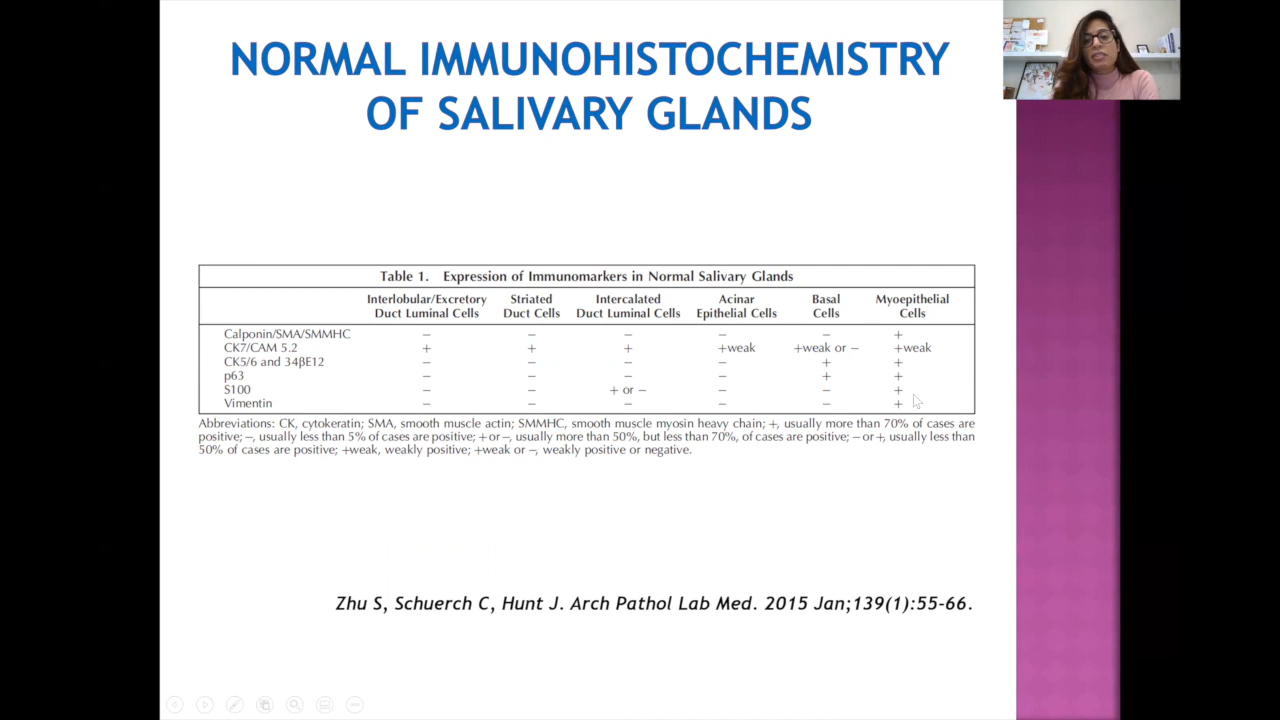 NORMAL IMMUNOHISTOCHEMISTRY
OF SALIVARY GLANDS
Table 1. Expression of Immunomarkers in Normal Salivary Glands
Interlobular/Excretory Striated Intercalated Acinar Basal Myoepithelial
Duct Luminal Cells Duct Cells Duct Luminal Cells Epithelial Cells Cells Cells
Calponin/SMA/SMMHC − − − − − +
CK7/CAM 5.2 + + + +weak +weak or − +weak
CK5/6 and 34βE12 − − − − + +
p63 − − − − + +
S100 − − + or − − − +
Vimentin − − − − − +
Abbreviations: CK, cytokeratin; SMA, smooth muscle actin; SMMHC, smooth muscle myosin heavy chain; +, usually more than 70% of cases are
positive; −, usually less than 5% of cases are positive; + or −, usually more than 50%, but less than 70%, of cases are positive; − or +, usually less than
50% of cases are positive; +weak, weakly positive; +weak or −, weakly positive or negative.
Zhu S, Schuerch C, Hunt J. Arch Pathol Lab Med. 2015 Jan;139(1):55-66.